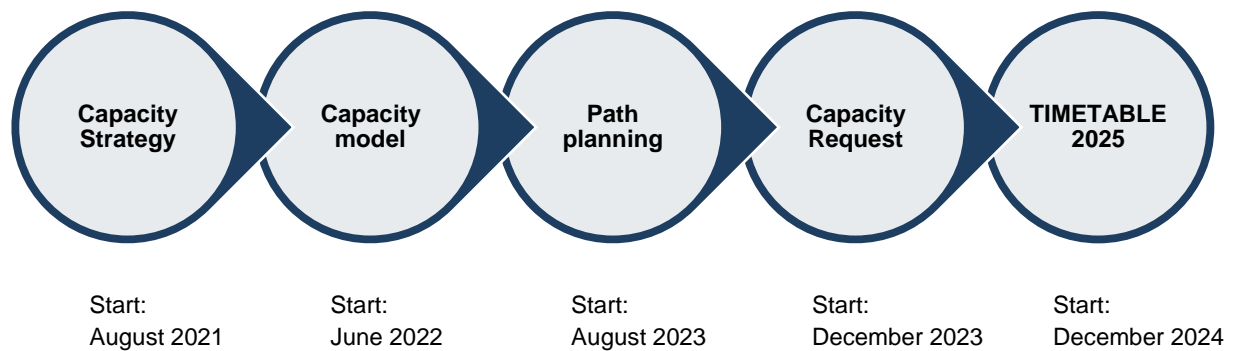 Capacity
Strategy
Capacity
model
Path
planning
Capacity
Request
TIMETABLE
2025
Start:
August 2021
Start:
June 2022
Start:
August 2023
Start:
December 2023
Start:
December 2024